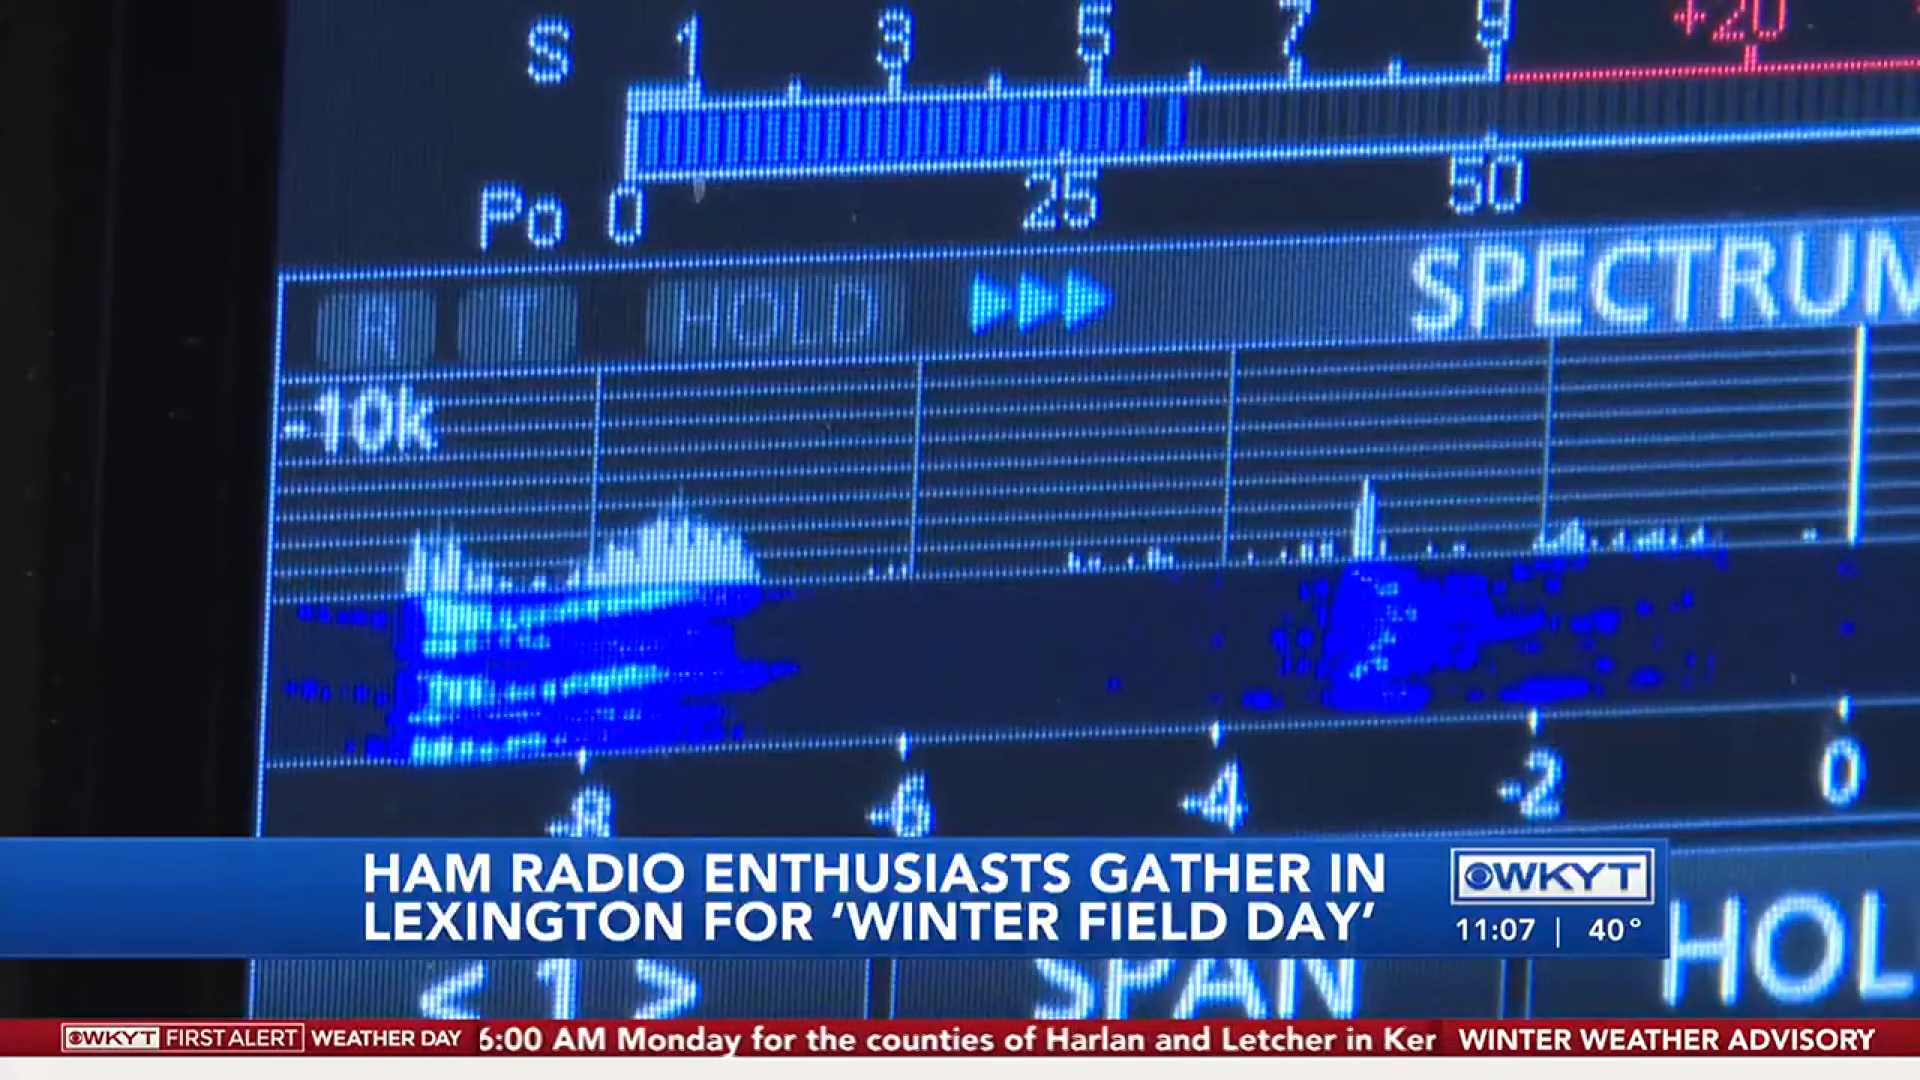 S 1 3 5 7 9 +20
Po 0 25 50
R T HOLD SPECTRUM
-10k
-8 -6 -4 -2 0
HAM RADIO ENTHUSIASTS GATHER IN
LEXINGTON FOR ‘WINTER FIELD DAY’
WKYT
11:07 | 40°
<1> SPAN HOL
WKYT FIRST ALERT WEATHER DAY 6:00 AM Monday for the counties of Harlan and Letcher in Ker WINTER WEATHER ADVISORY